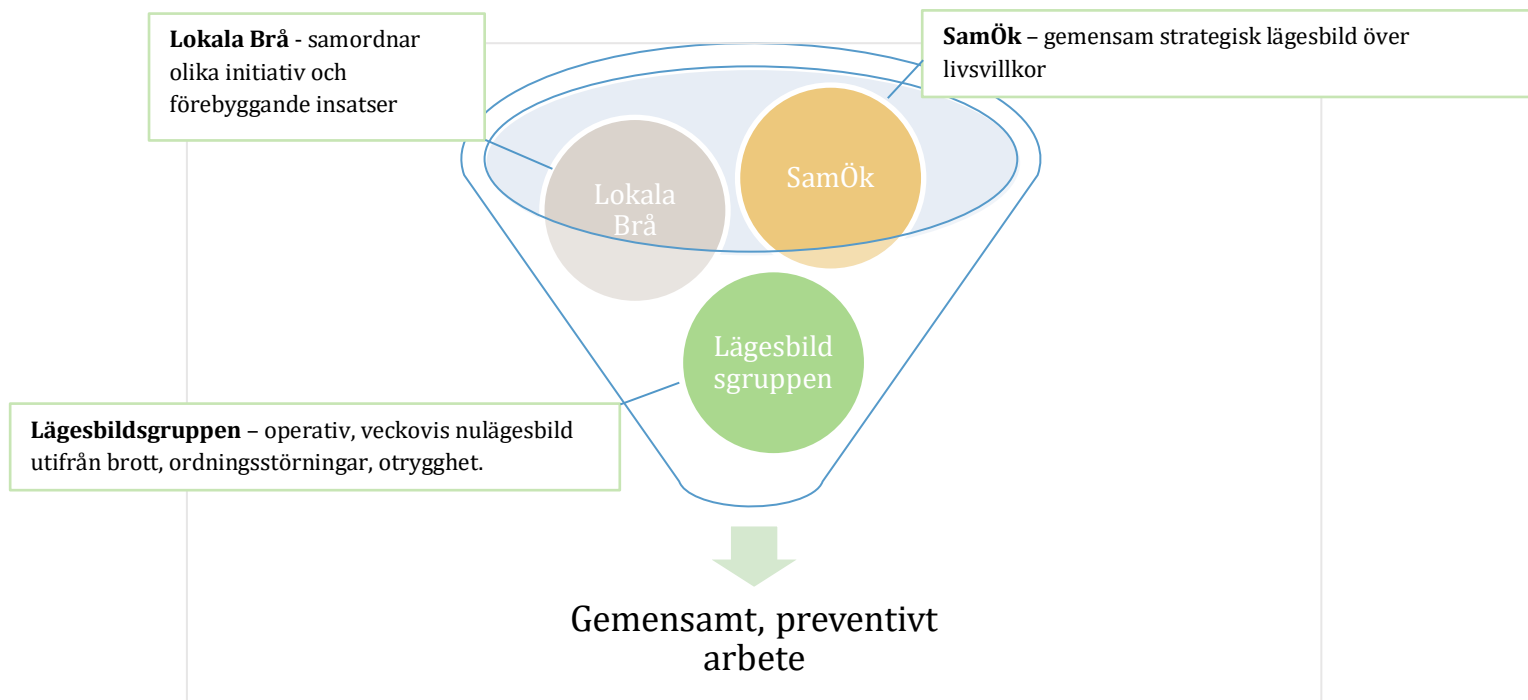 Lokala Brå - samordnar
olika initiativ och
förebyggande insatser
SamÖk – gemensam strategisk lägesbild över
livsvillkor
Lokala
Brå
SamÖk
Lägesbild
sgruppen
Lägesbildsgruppen – operativ, veckovis nulägesbild
utifrån brott, ordningsstörningar, otrygghet.
Gemensamt, preventivt
arbete